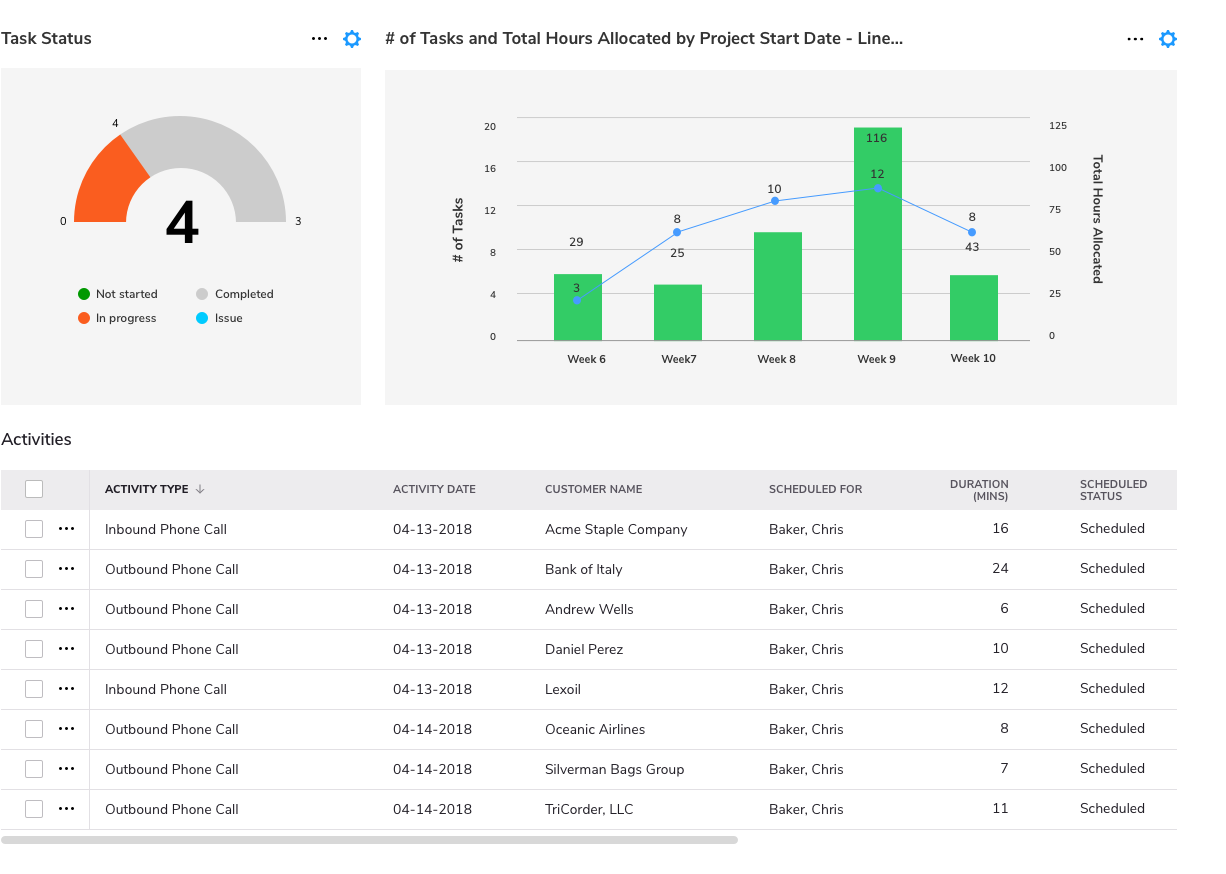 Task Status
# of Tasks and Total Hours Allocated by Project Start Date - Line...
4
0
3
4
Not started
Completed
In progress
Issue
# of Tasks
20
16
12
8
4
0
29
3
8
25
10
116
12
8
43
125
100
75
50
25
0
Total Hours Allocated
Week 6
Week7
Week 8
Week 9
Week 10
Activities
ACTIVITY TYPE ACTIVITY DATE CUSTOMER NAME SCHEDULED FOR DURATION (MINS) SCHEDULED STATUS
Inbound Phone Call 04-13-2018 Acme Staple Company Baker, Chris 16 Scheduled
Outbound Phone Call 04-13-2018 Bank of Italy Baker, Chris 24 Scheduled
Outbound Phone Call 04-13-2018 Andrew Wells Baker, Chris 6 Scheduled
Outbound Phone Call 04-13-2018 Daniel Perez Baker, Chris 10 Scheduled
Inbound Phone Call 04-13-2018 Lexoil Baker, Chris 12 Scheduled
Outbound Phone Call 04-14-2018 Oceanic Airlines Baker, Chris 8 Scheduled
Outbound Phone Call 04-14-2018 Silverman Bags Group Baker, Chris 7 Scheduled
Outbound Phone Call 04-14-2018 TriCorder, LLC Baker, Chris 11 Scheduled